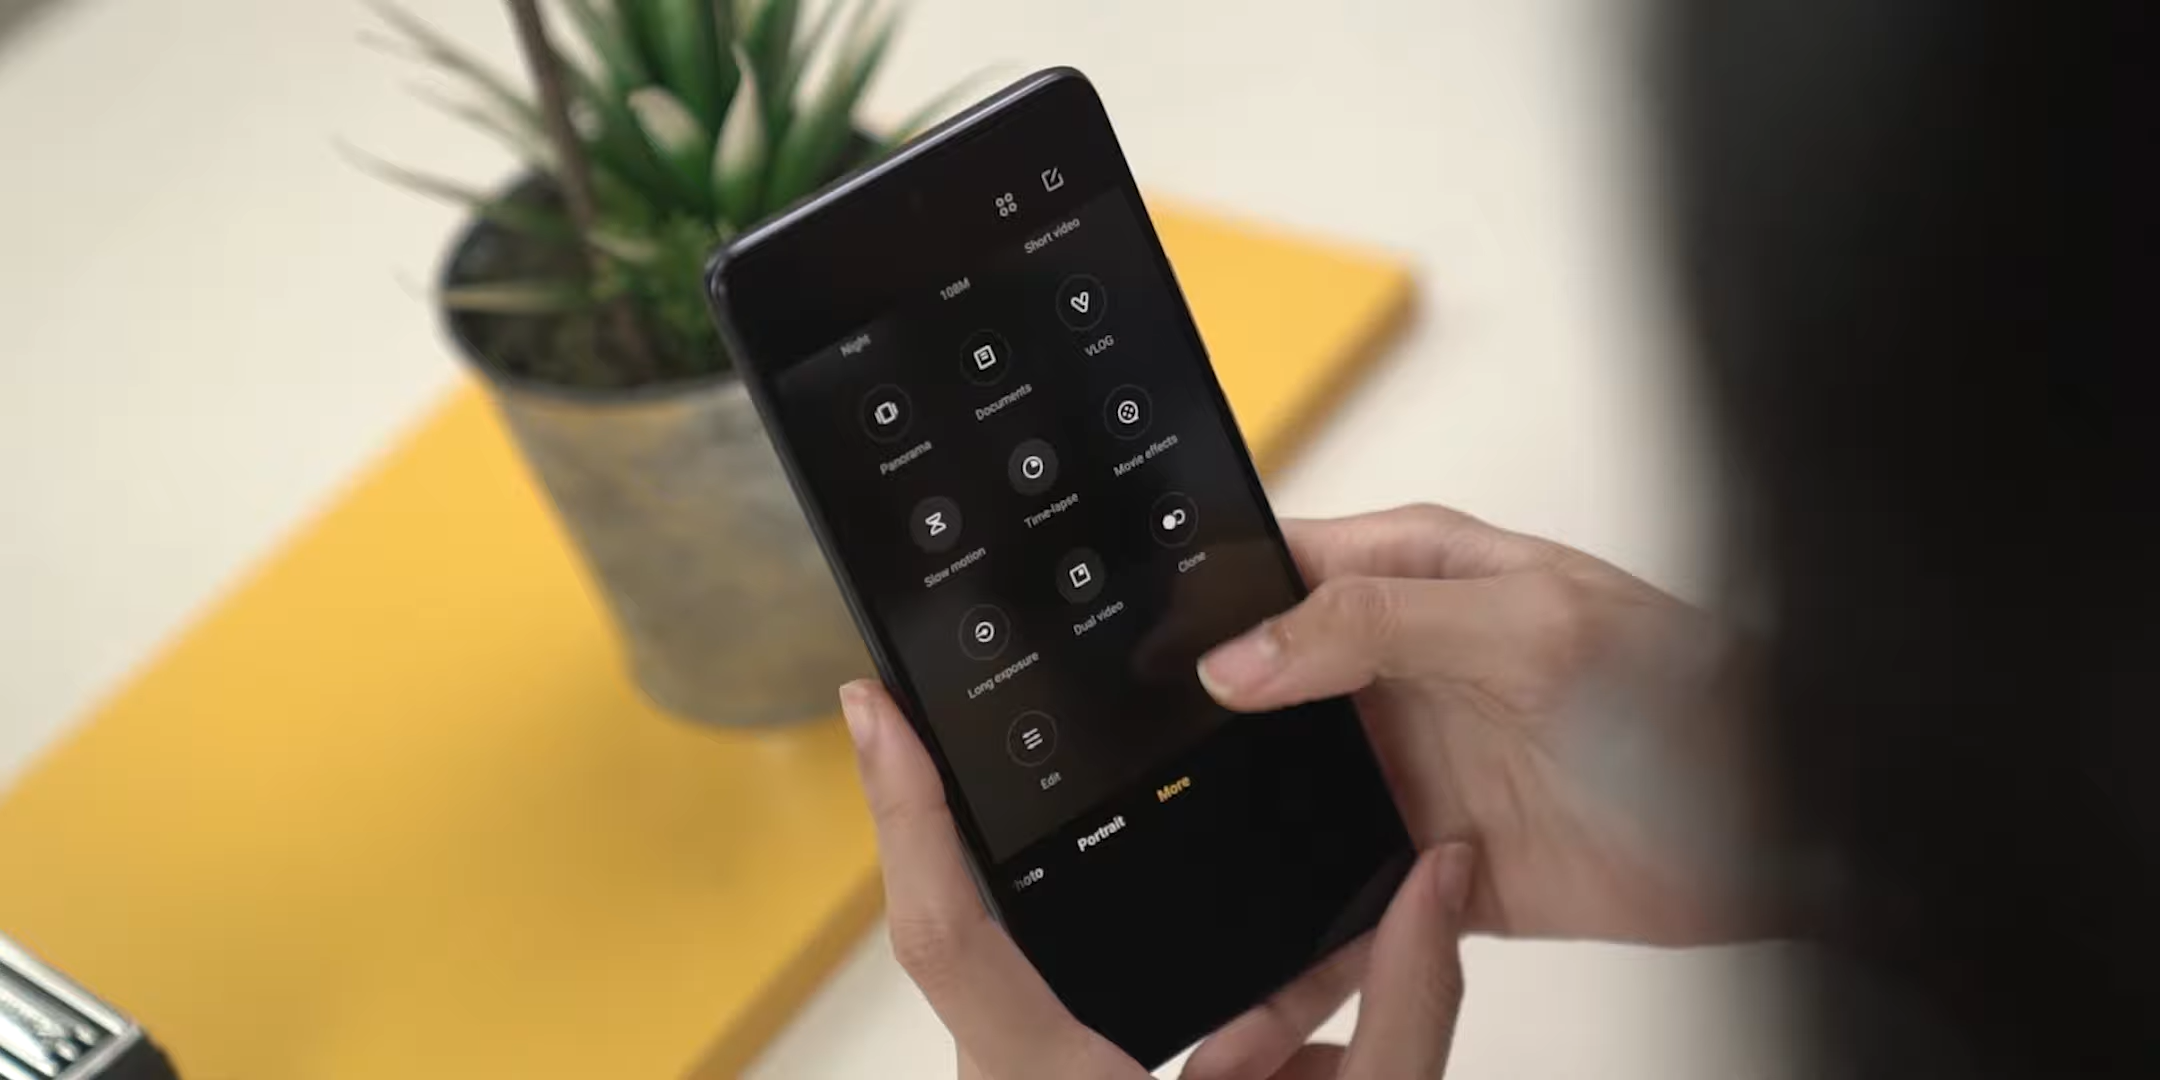 Night
108M
Short video
Panorama
Documents
VLOG
Slow motion
Time-lapse
Movie effects
Long exposure
Dual video
Clone
Edit
hoto
Portrait
More